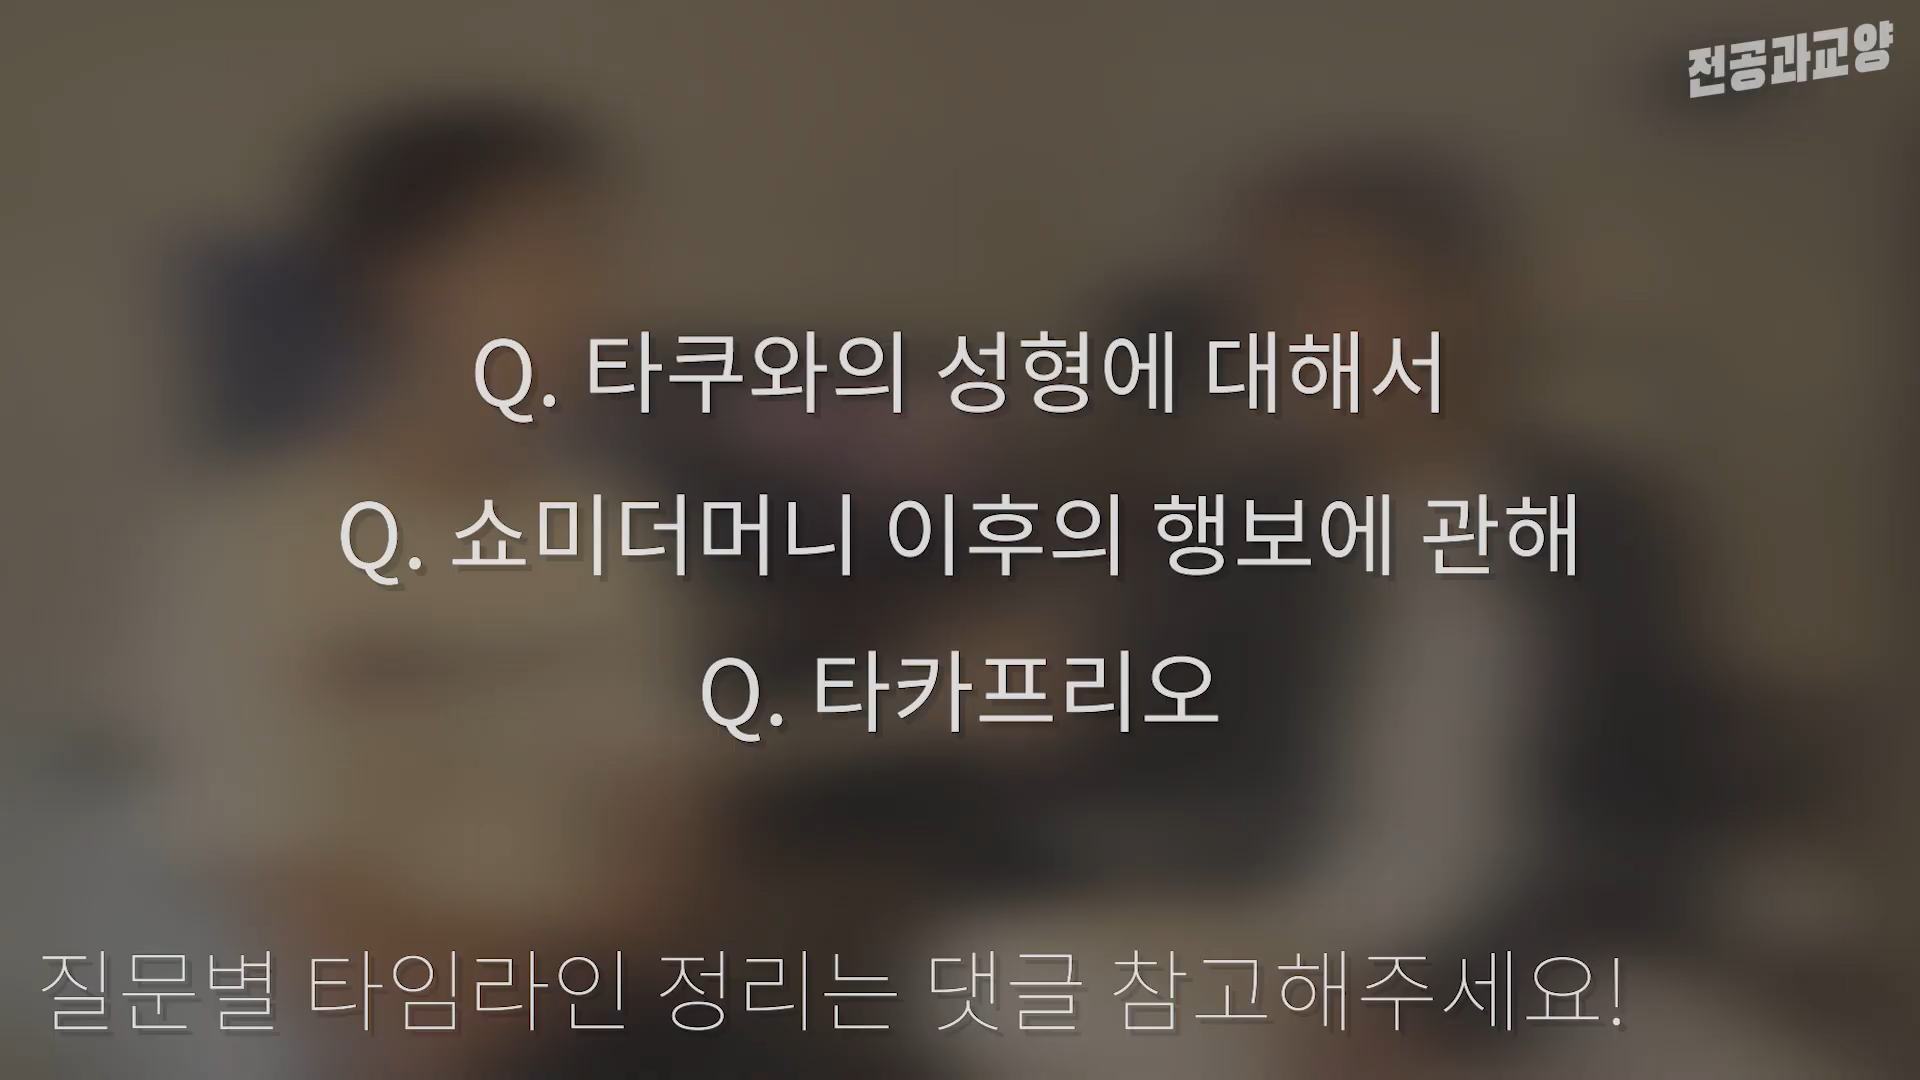 전공과교양
Q. 타쿠와의 성형에 대해서
Q. 쇼미더머니 이후의 행보에 관해
Q. 타카프리오
질문별 타임라인 정리는 댓글 참고해주세요!